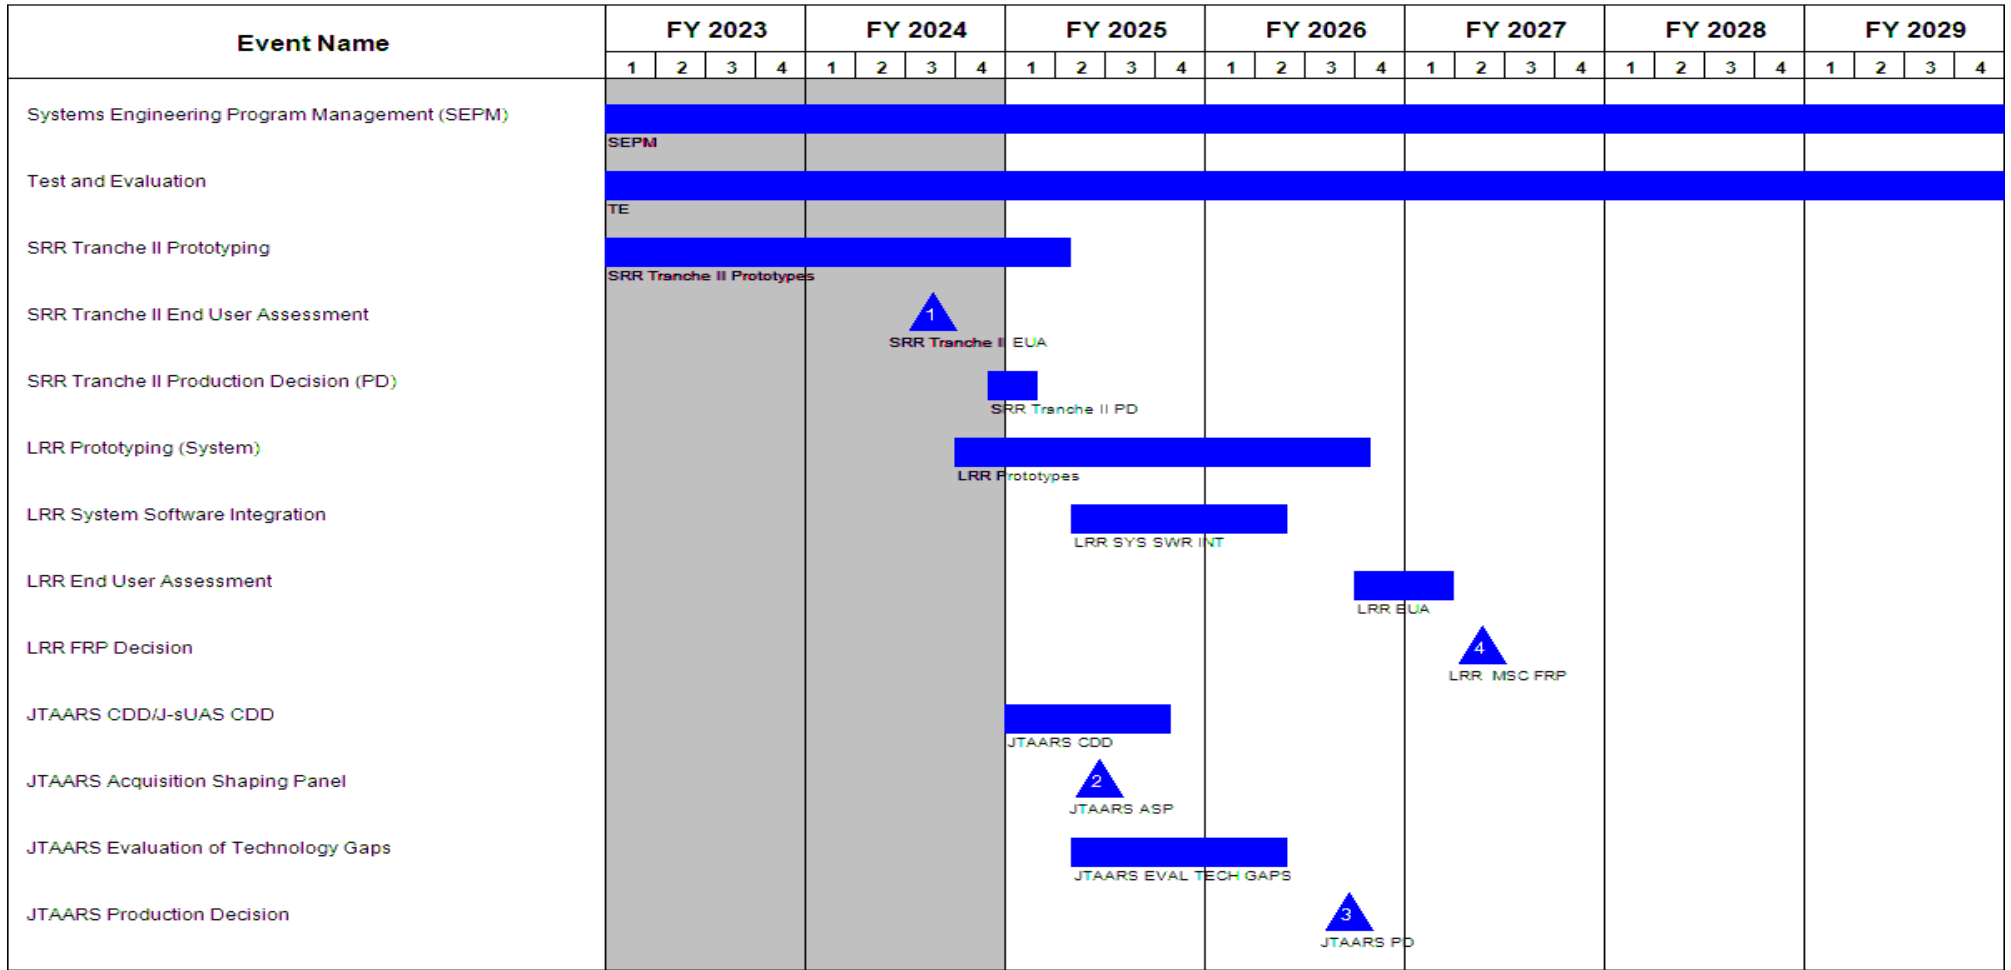 Event Name
FY 2023 FY 2024 FY 2025 FY 2026 FY 2027 FY 2028 FY 2029
1 2 3 4 1 2 3 4 1 2 3 4 1 2 3 4 1 2 3 4 1 2 3 4 1 2 3 4
Systems Engineering Program Management (SEPM)
SEPM
Test and Evaluation
TE
SRR Tranche II Prototyping
SRR Tranche II Prototypes
SRR Tranche II End User Assessment
1
SRR Tranche II EUA
SRR Tranche II Production Decision (PD)
SRR Tranche II PD
LRR Prototyping (System)
LRR Prototypes
LRR System Software Integration
LRR SYS SWR INT
LRR End User Assessment
LRR EUA
LRR FRP Decision
4
LRR MSC FRP
JTAARS CDD/J-sUAS CDD
JTAARS CDD
JTAARS Acquisition Shaping Panel
2
JTAARS ASP
JTAARS Evaluation of Technology Gaps
JTAARS EVAL TECH GAPS
JTAARS Production Decision
3
JTAARS PD